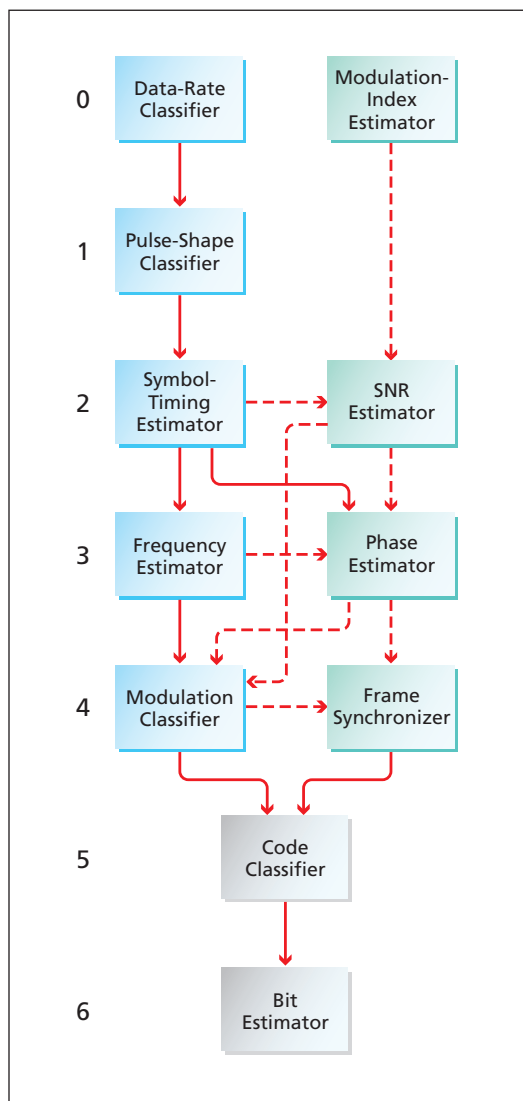 0
Data-Rate
Classifier
Modulation-
Index
Estimator
1
Pulse-Shape
Classifier
2
Symbol-
Timing
Estimator
SNR
Estimator
3
Frequency
Estimator
Phase
Estimator
4
Modulation
Classifier
Frame
Synchronizer
5
Code
Classifier
6
Bit
Estimator